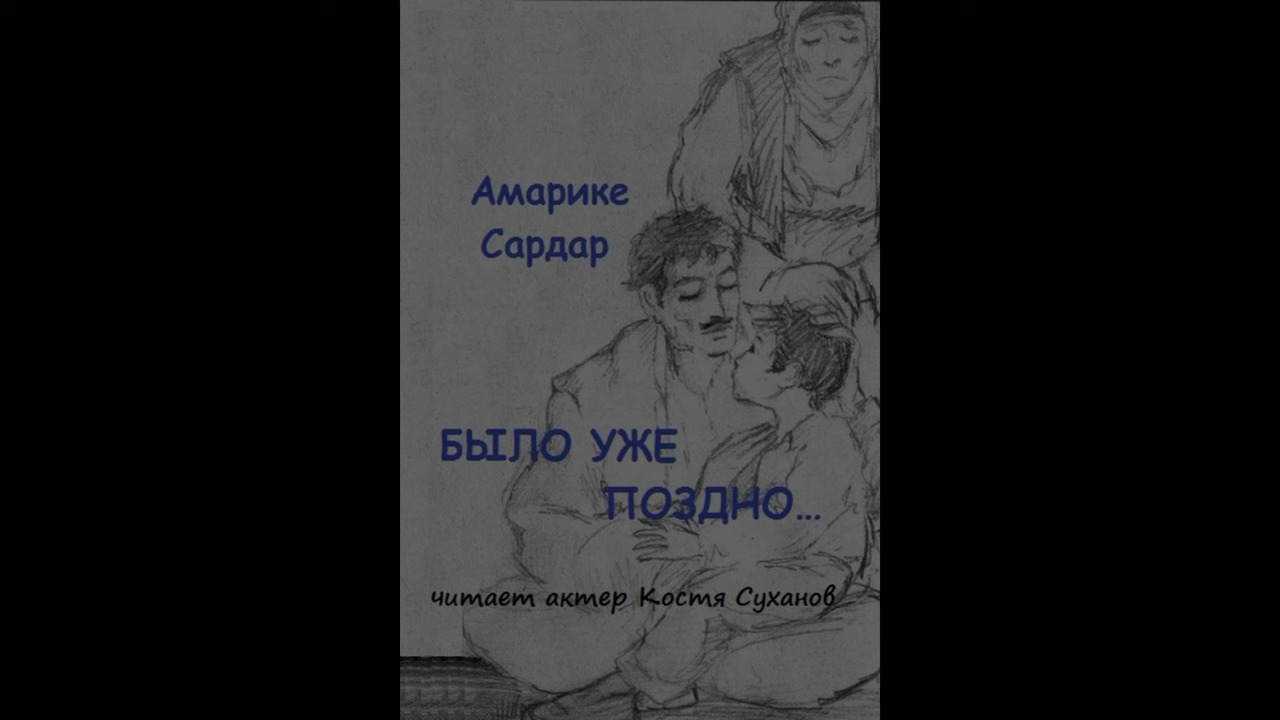 Амарике
Сардар
БЫЛО УЖЕ
ПОЗДНО...
читает актер Костя Суханов